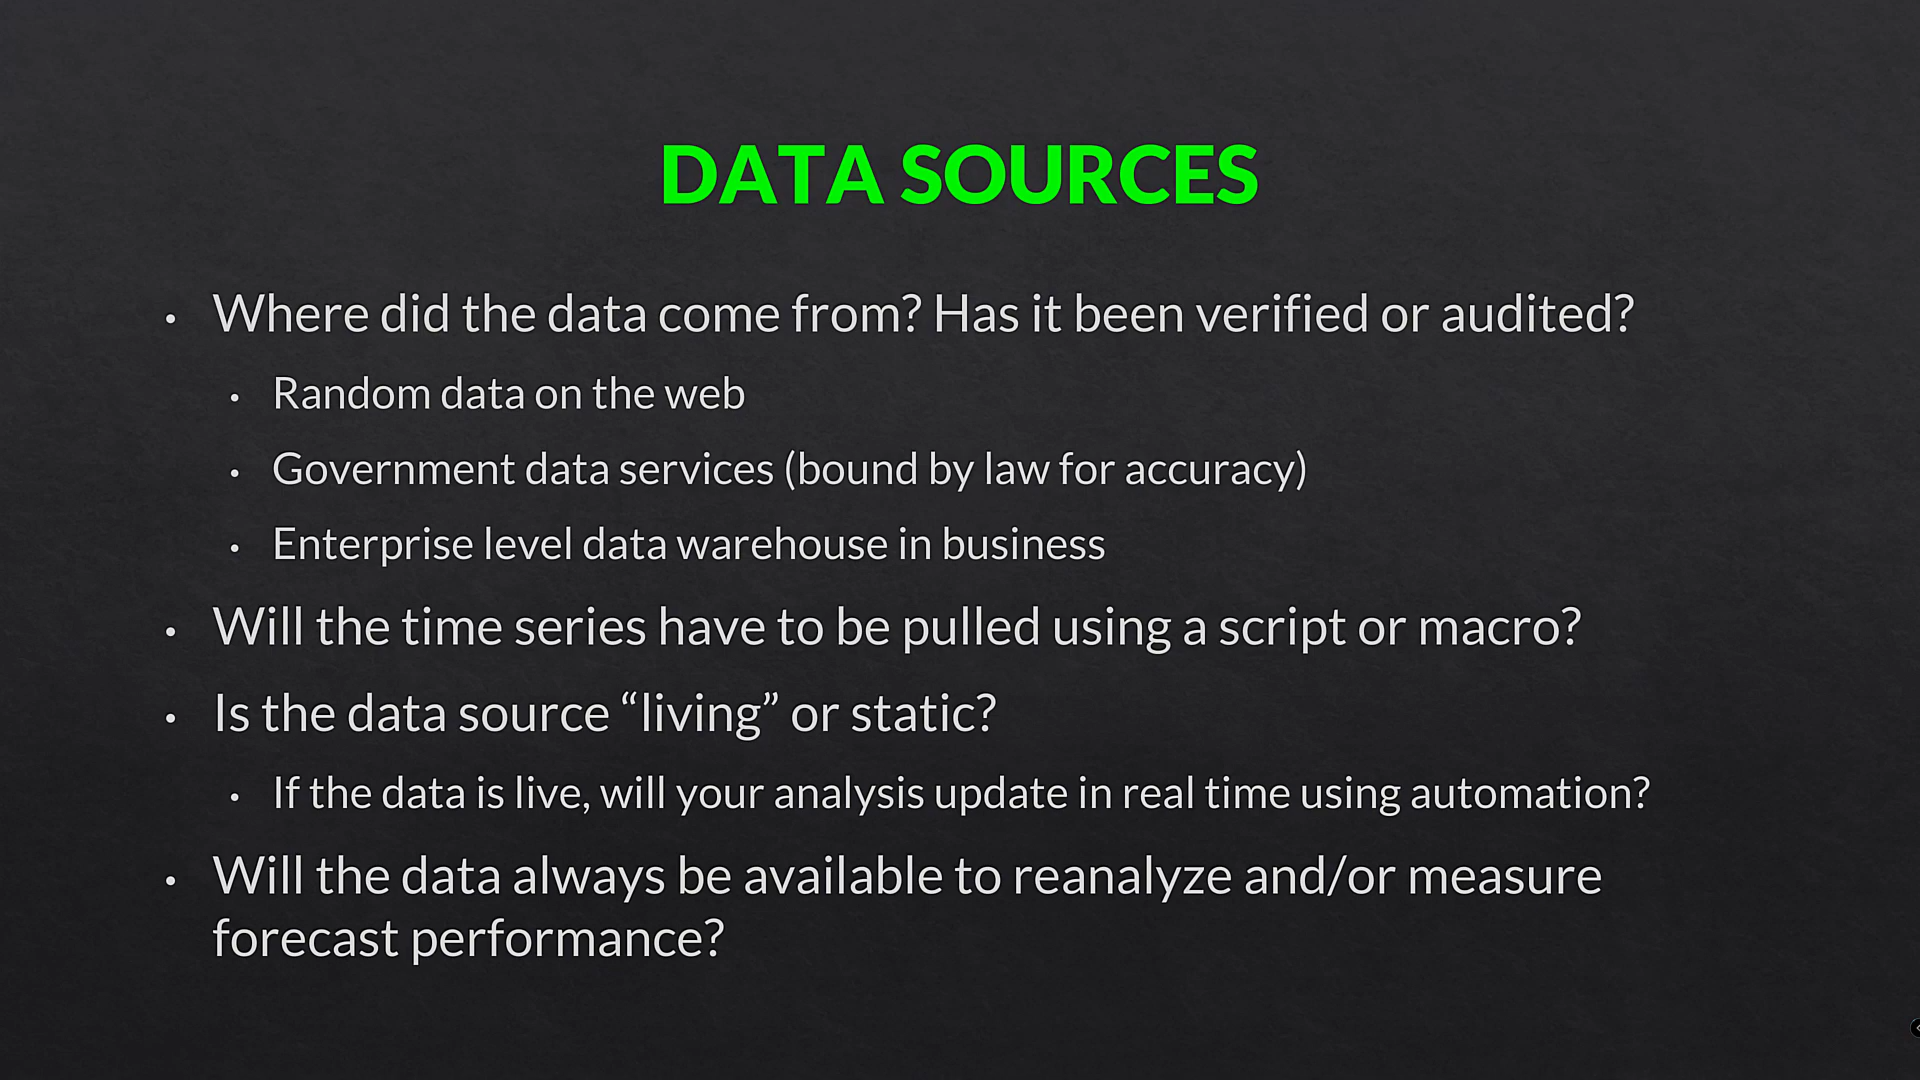 DATA SOURCES
• Where did the data come from? Has it been verified or audited?
• Random data on the web
• Government data services (bound by law for accuracy)
• Enterprise level data warehouse in business
• Will the time series have to be pulled using a script or macro?
• Is the data source “living” or static?
• If the data is live, will your analysis update in real time using automation?
• Will the data always be available to reanalyze and/or measure
forecast performance?